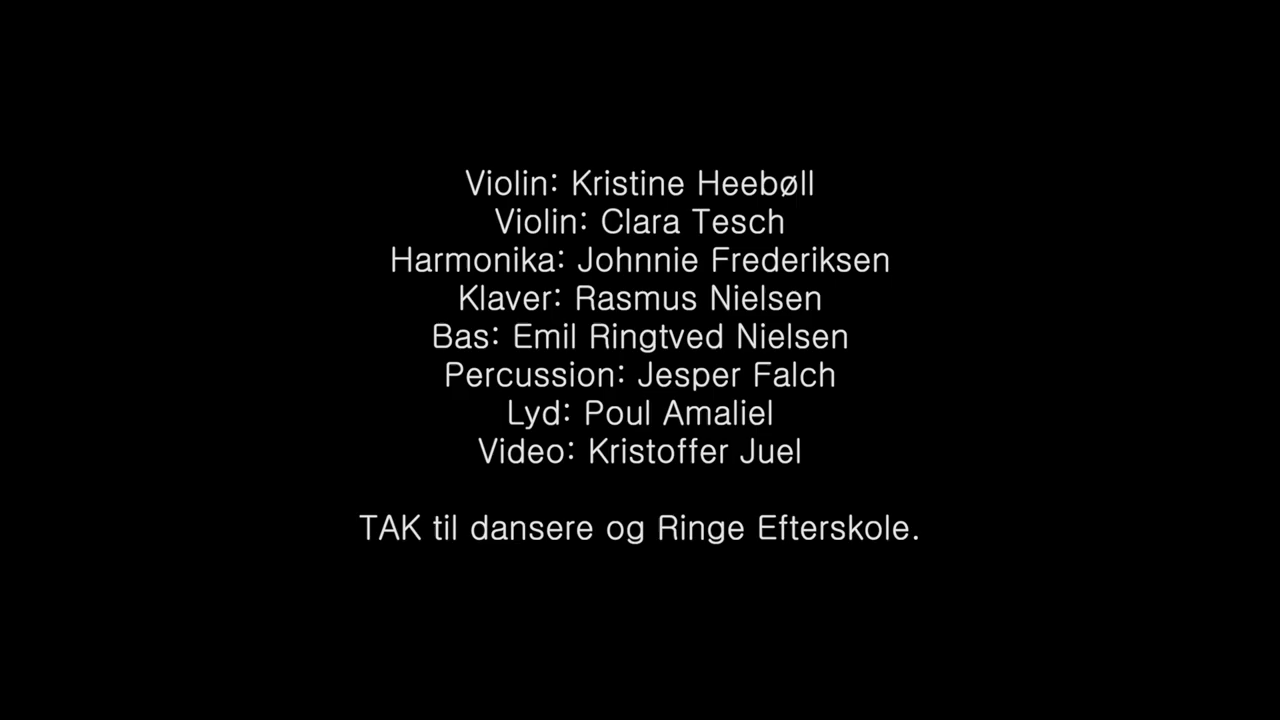 Violin: Kristine Heebøll
Violin: Clara Tesch
Harmonika: Johnnie Frederiksen
Klaver: Rasmus Nielsen
Bas: Emil Ringtved Nielsen
Percussion: Jesper Falch
Lyd: Poul Amaliel
Video: Kristoffer Juel
TAK til dansere og Ringe Efterskole.